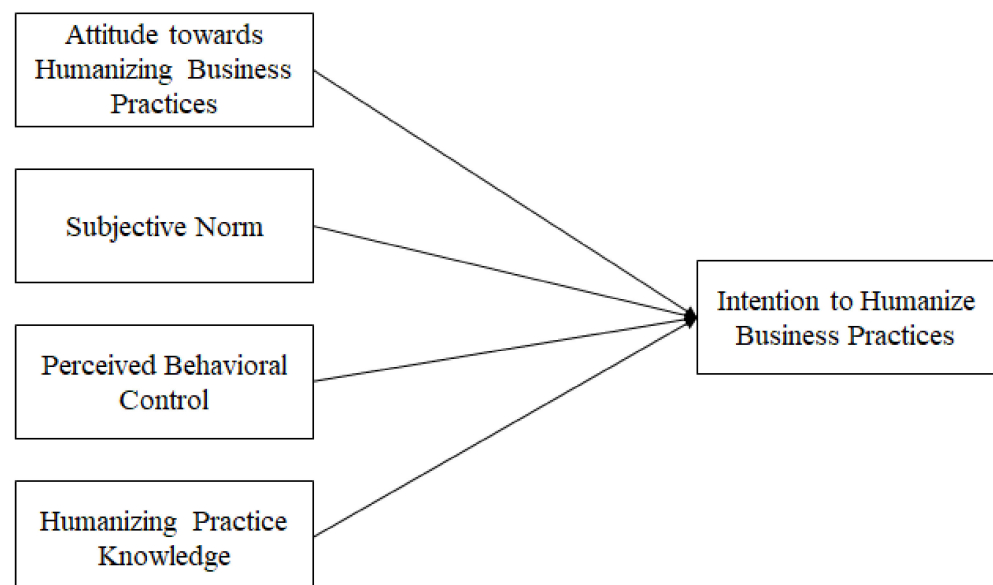 Attitude towards
Humanizing Business
Practices
Subjective Norm
Perceived Behavioral
Control
Humanizing Practice
Knowledge
Intention to Humanize
Business Practices